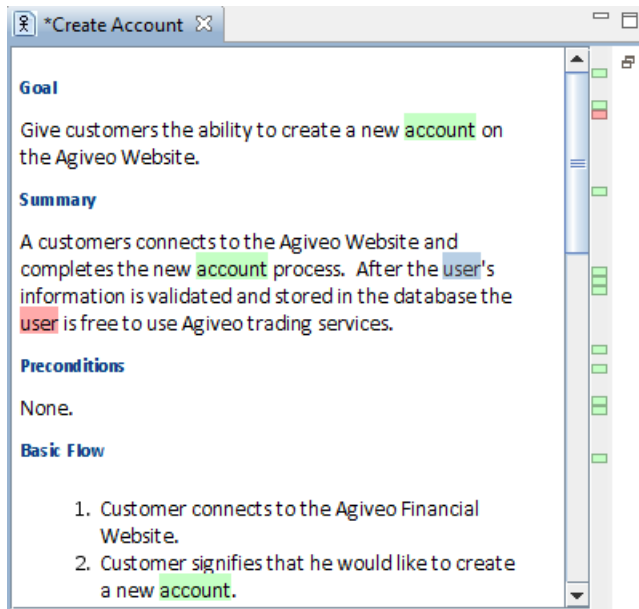 *Create Account
Goal
Give customers the ability to create a new account on
the Agiveo Website.
Summary
A customers connects to the Agiveo Website and
completes the new account process.  After the user's
information is validated and stored in the database the
user is free to use Agiveo trading services.
Preconditions
None.
Basic Flow
1. Customer connects to the Agiveo Financial
Website.
2. Customer signifies that he would like to create
a new account.